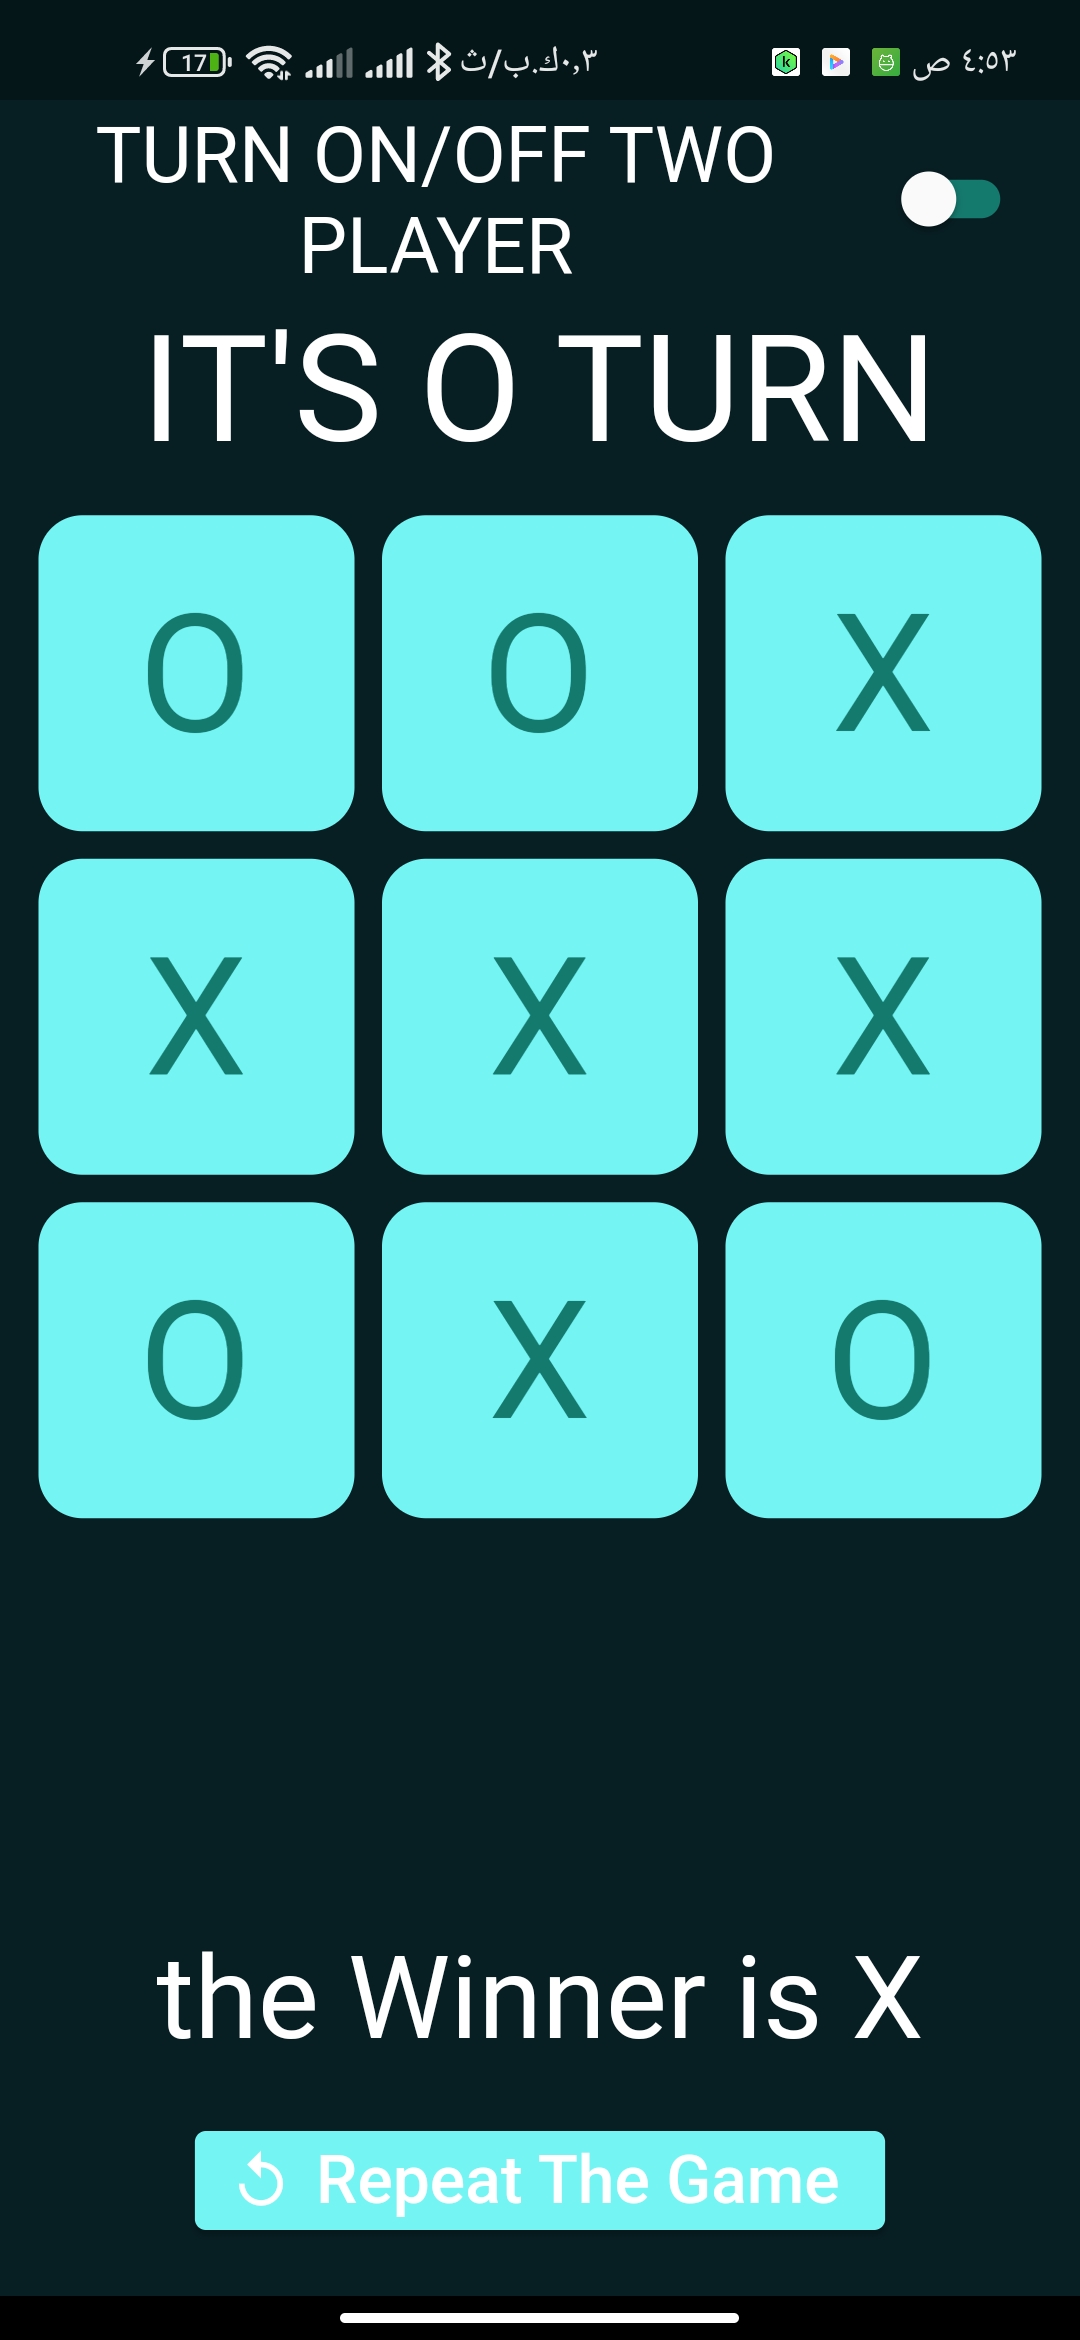 17 ٠,٣ك.ب/ث k ٤:٥٣ ص
TURN ON/OFF TWO
PLAYER
IT'S O TURN
O O X
X X X
O X O
the Winner is X
Repeat The Game